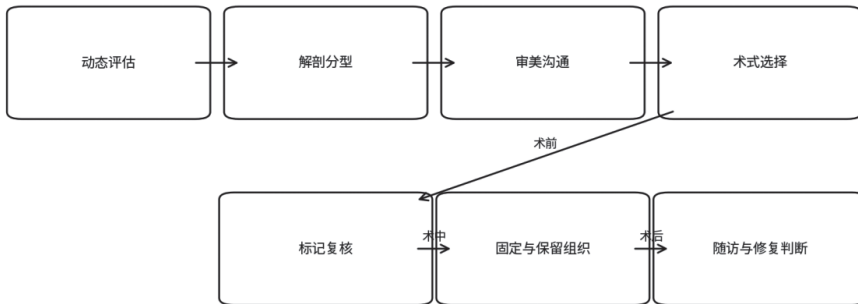 动态评估
解剖分型
审美沟通
术式选择
术前
标记复核
术中
固定与保留组织
术后
随访与修复判断